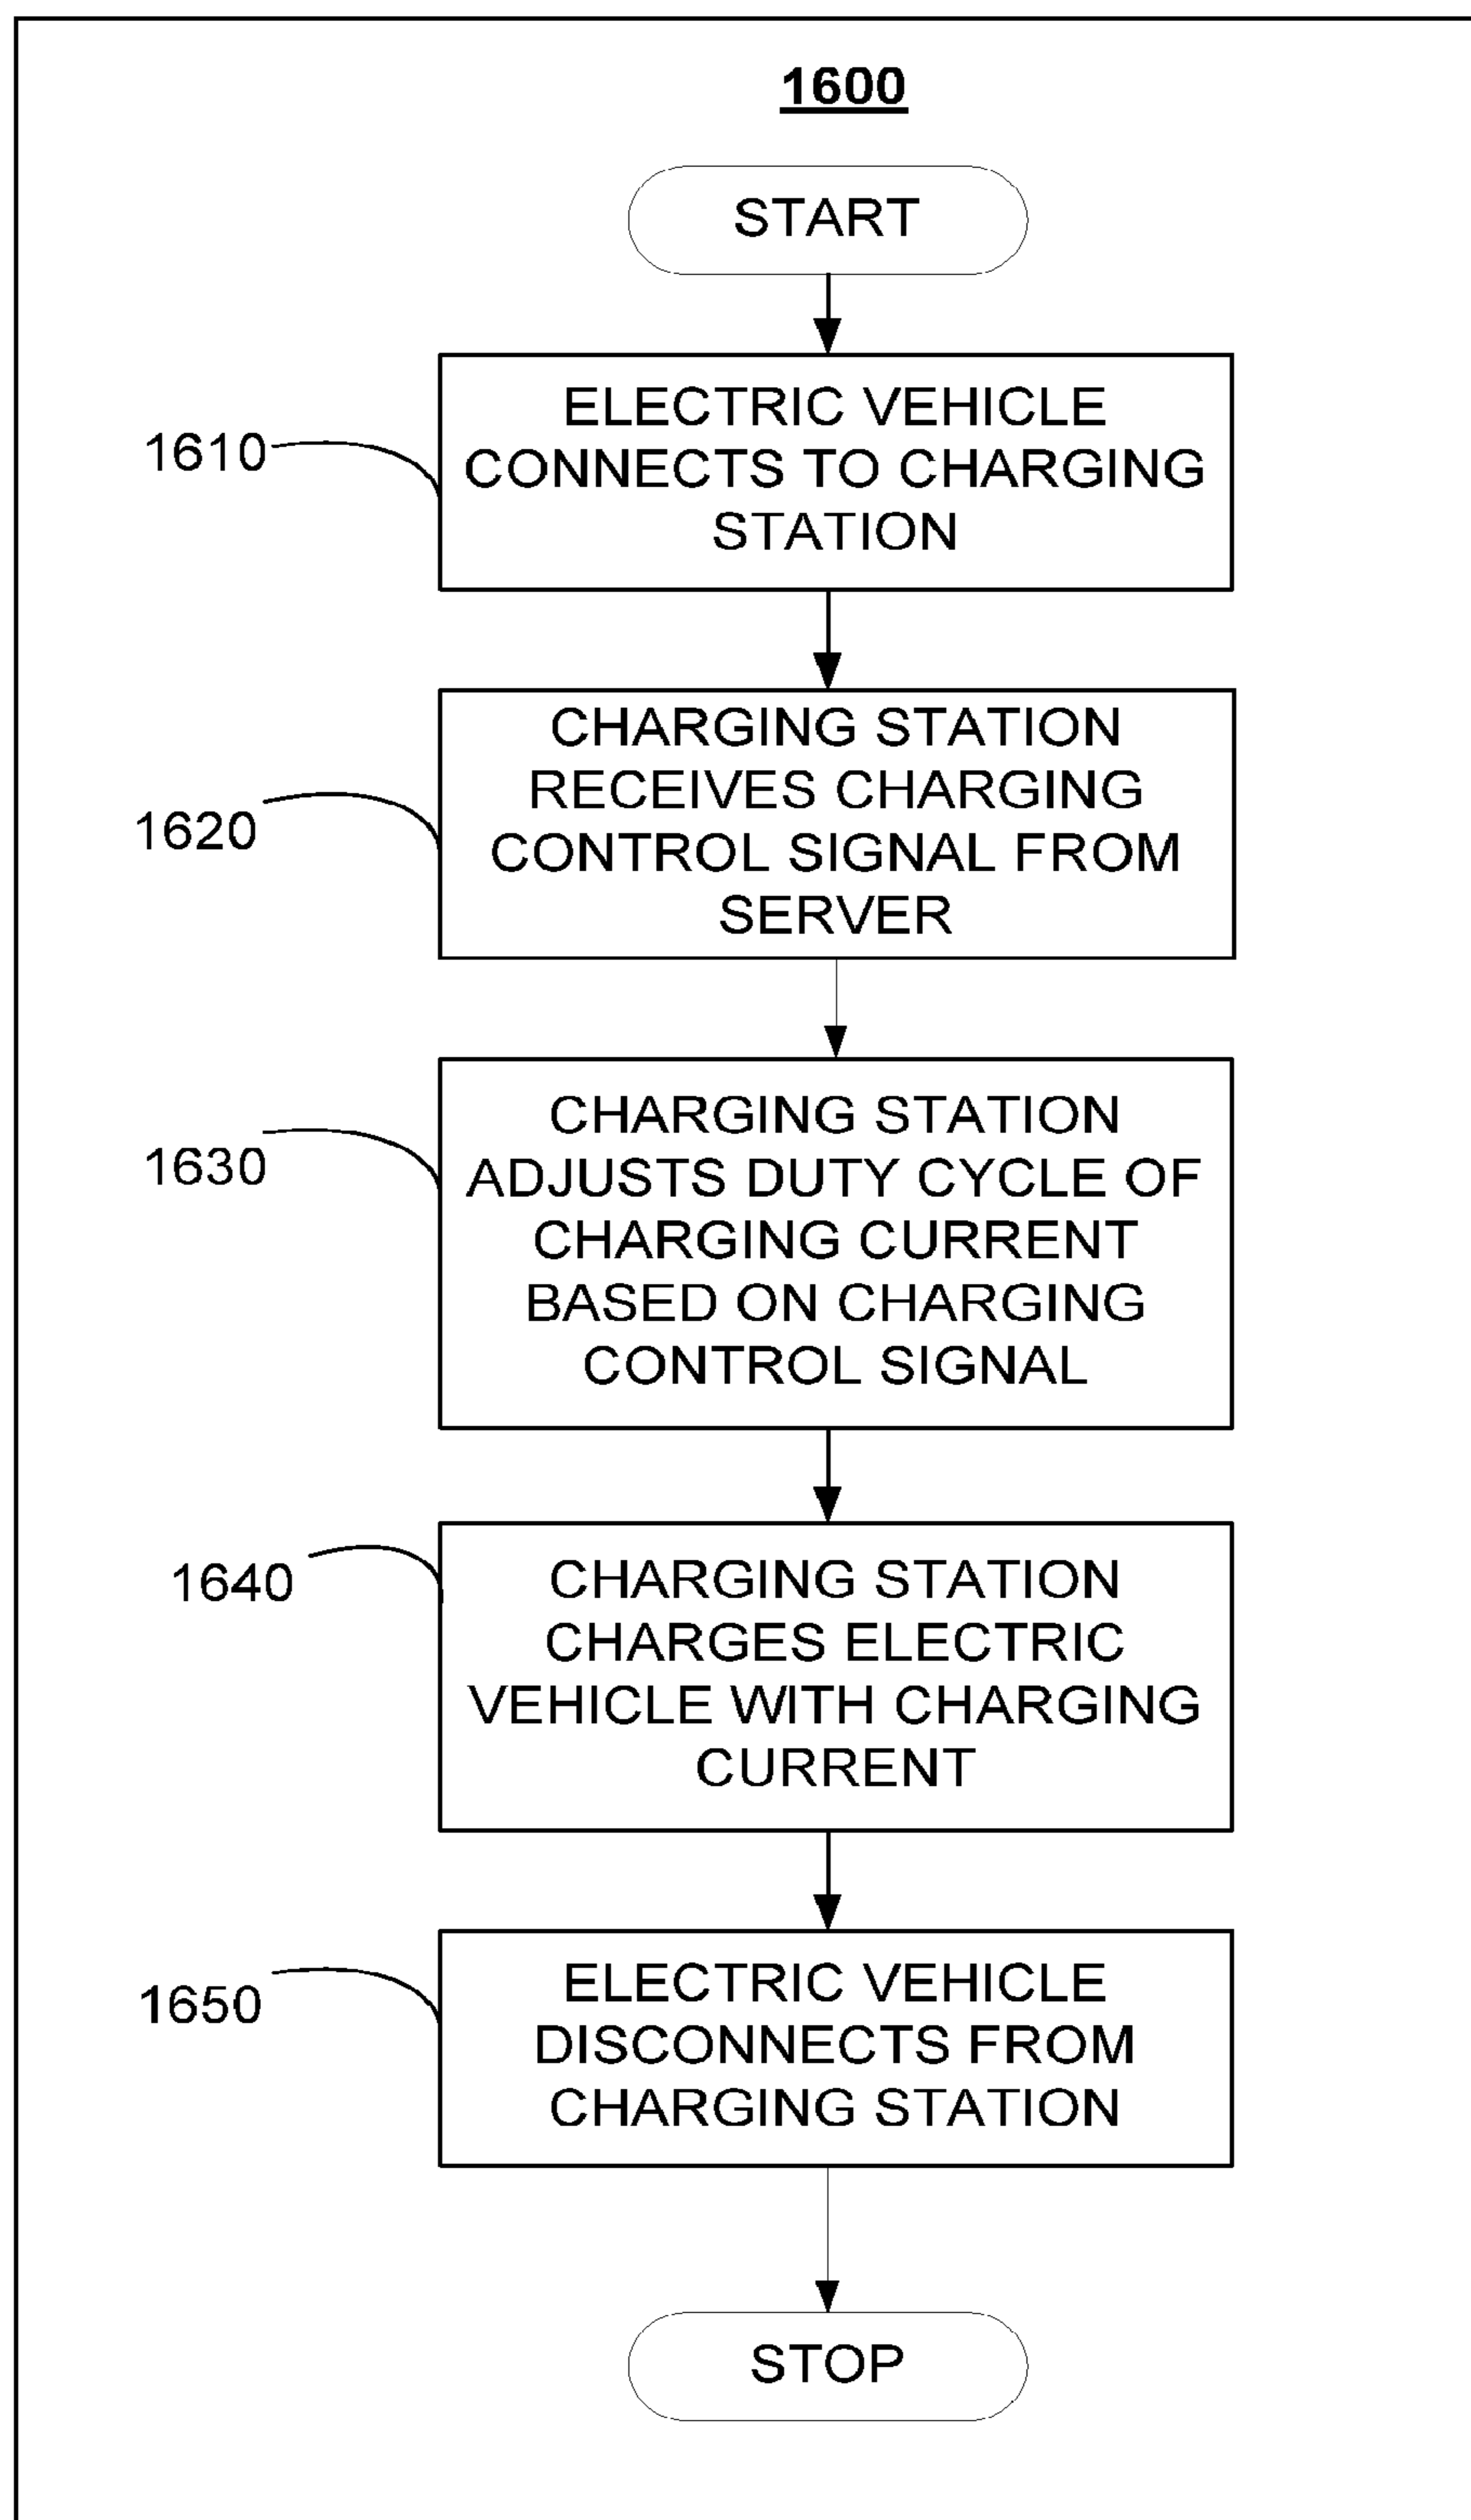 1600
START
1610
ELECTRIC VEHICLE
CONNECTS TO CHARGING
STATION
1620
CHARGING STATION
RECEIVES CHARGING
CONTROL SIGNAL FROM
SERVER
1630
CHARGING STATION
ADJUSTS DUTY CYCLE OF
CHARGING CURRENT
BASED ON CHARGING
CONTROL SIGNAL
1640
CHARGING STATION
CHARGES ELECTRIC
VEHICLE WITH CHARGING
CURRENT
1650
ELECTRIC VEHICLE
DISCONNECTS FROM
CHARGING STATION
STOP